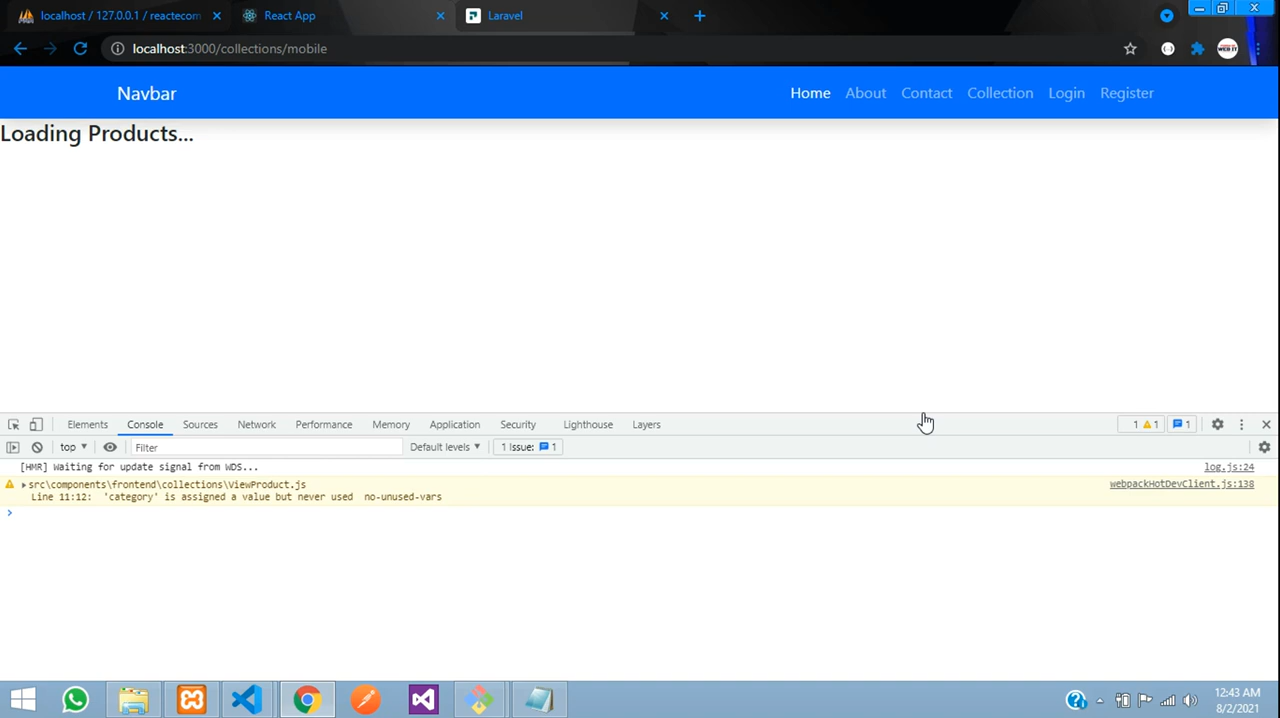 localhost / 127.0.0.1 / reactecom
React App
Laravel
localhost:3000/collections/mobile
Navbar
Home About Contact Collection Login Register
Loading Products...
Elements Console Sources Network Performance Memory Application Security Lighthouse Layers
1 1 1
top Filter Default levels 1 Issue: 1
[HMR] Waiting for update signal from WDS... log.js:24
src\components\frontend\collections\ViewProduct.js webpackHotDevClient.js:138
Line 11:12: 'category' is assigned a value but never used no-unused-vars
12:43 AM
8/2/2021